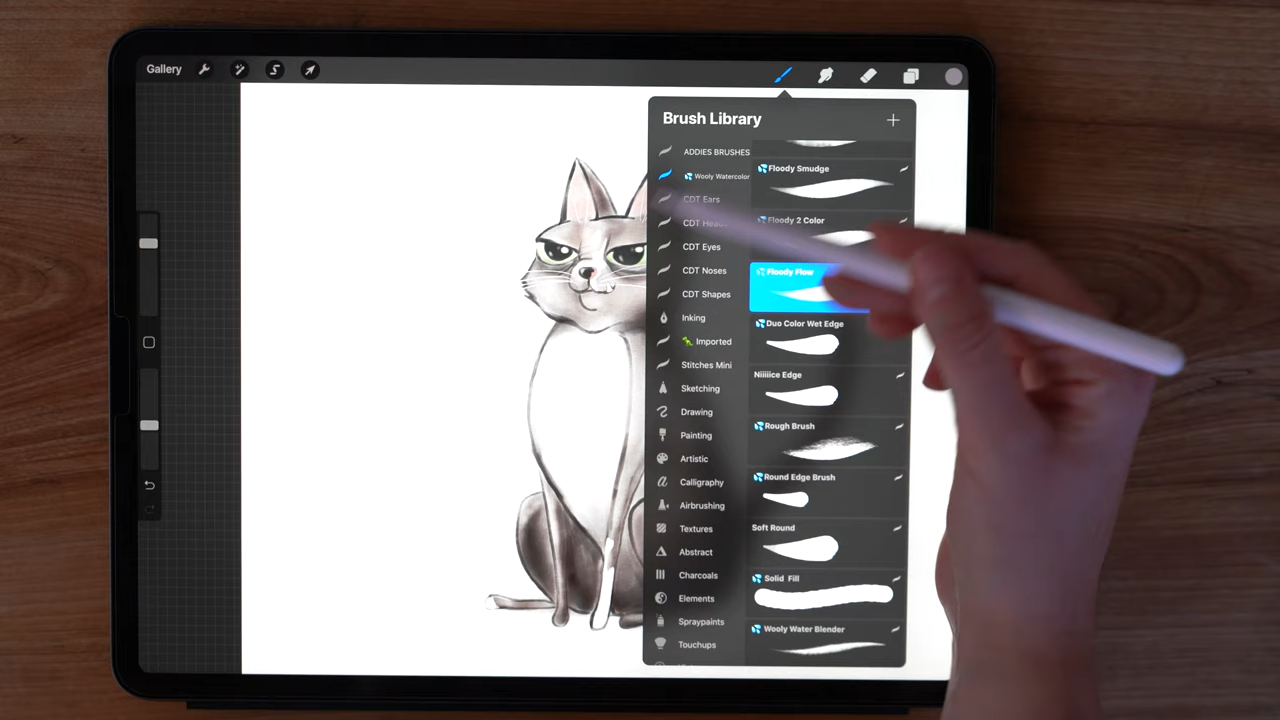 Gallery
Brush Library
ADDIES BRUSHES
Wooly Watercolor
CDT Ears
CDT Heads
CDT Eyes
CDT Noses
CDT Shapes
Inking
Imported
Stitches Mini
Sketching
Drawing
Painting
Artistic
Calligraphy
Airbrushing
Textures
Abstract
Charcoals
Elements
Spraypaints
Touchups
Floody Smudge
Floody 2 Color
Floody Flow
Duo Color Wet Edge
Niiiiice Edge
Rough Brush
Round Edge Brush
Soft Round
Solid Fill
Wooly Water Blender